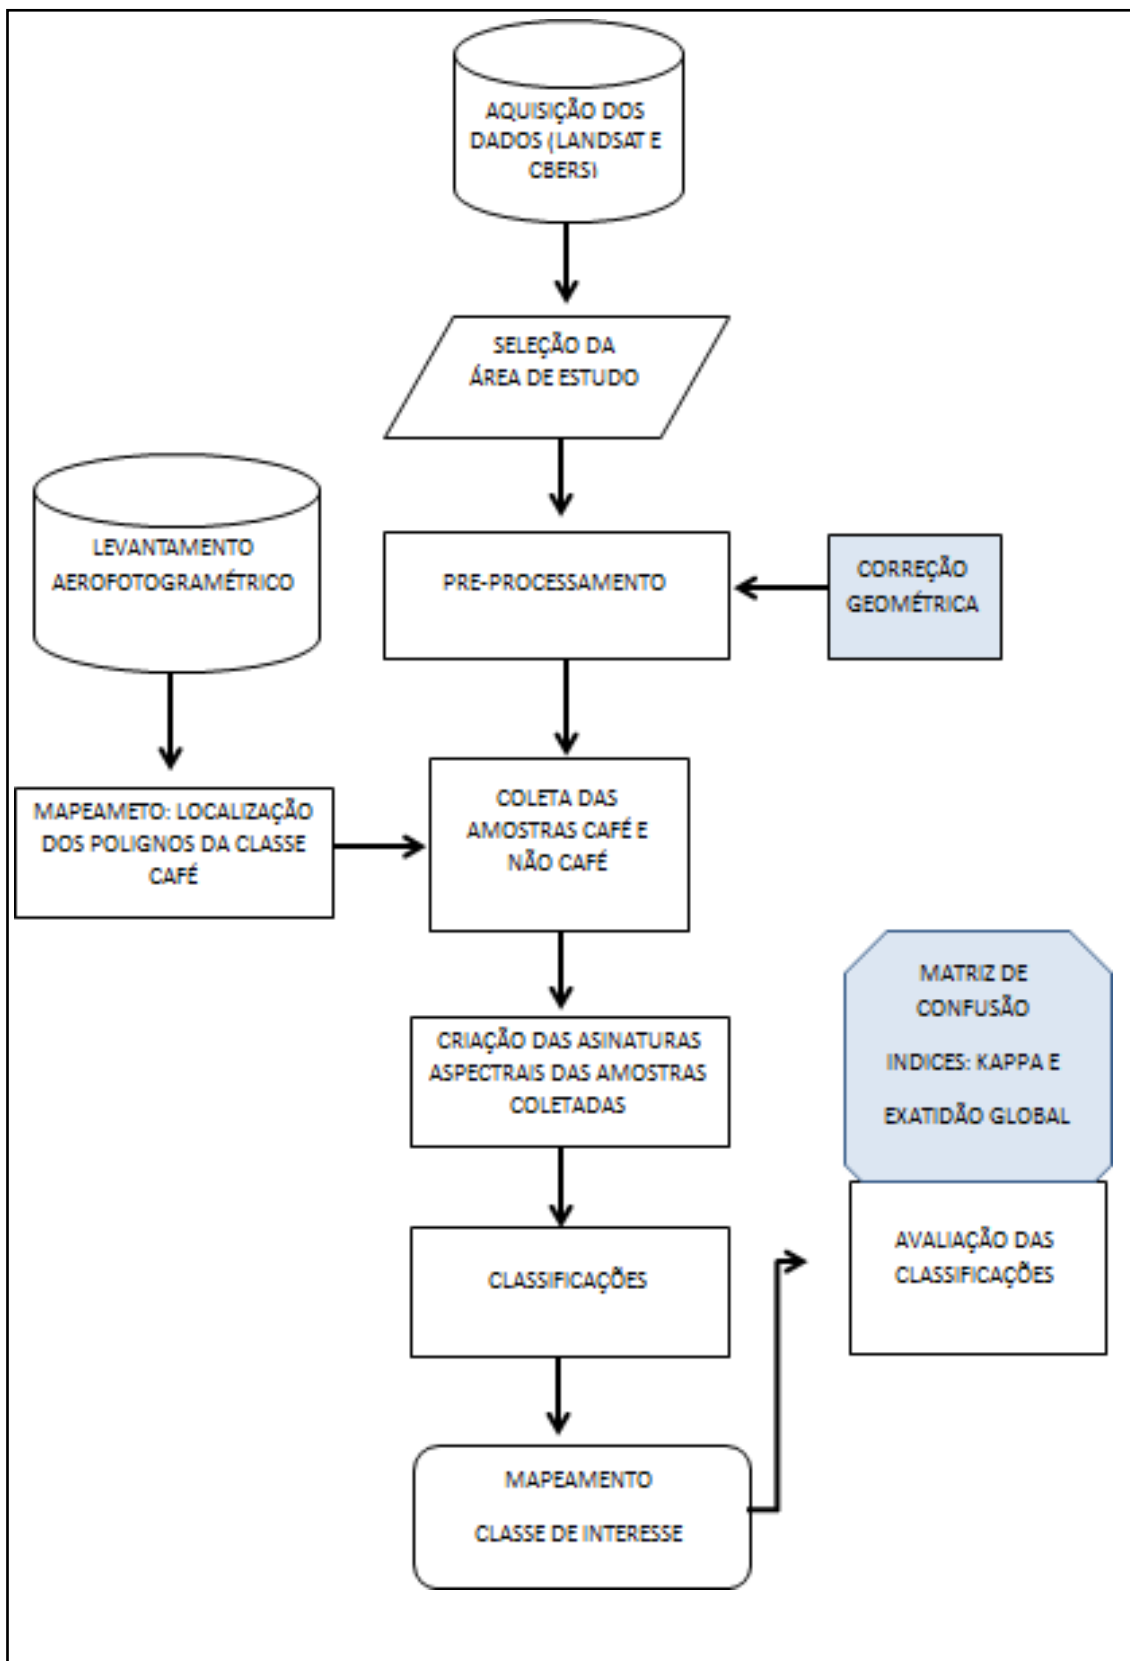 AQUISIÇÃO DOS
DADOS (LANDSAT E
CBERS)
SELEÇÃO DA
ÁREA DE ESTUDO
LEVANTAMENTO
AEROFOTOGRAMÉTRICO
PRE-PROCESSAMENTO
CORREÇÃO
GEOMÉTRICA
MAPEAMETO: LOCALIZAÇÃO
DOS POLIGNOS DA CLASSE
CAFÉ
COLETA DAS
AMOSTRAS CAFÉ E
NÃO CAFÉ
CRIAÇÃO DAS ASINATURAS
ASPECTRAIS DAS AMOSTRAS
COLETADAS
MATRIZ DE
CONFUSÃO
INDICES: KAPPA E
EXATIDÃO GLOBAL
AVALIAÇÃO DAS
CLASSIFICAÇÕES
CLASSIFICAÇÕES
MAPEAMENTO
CLASSE DE INTERESSE